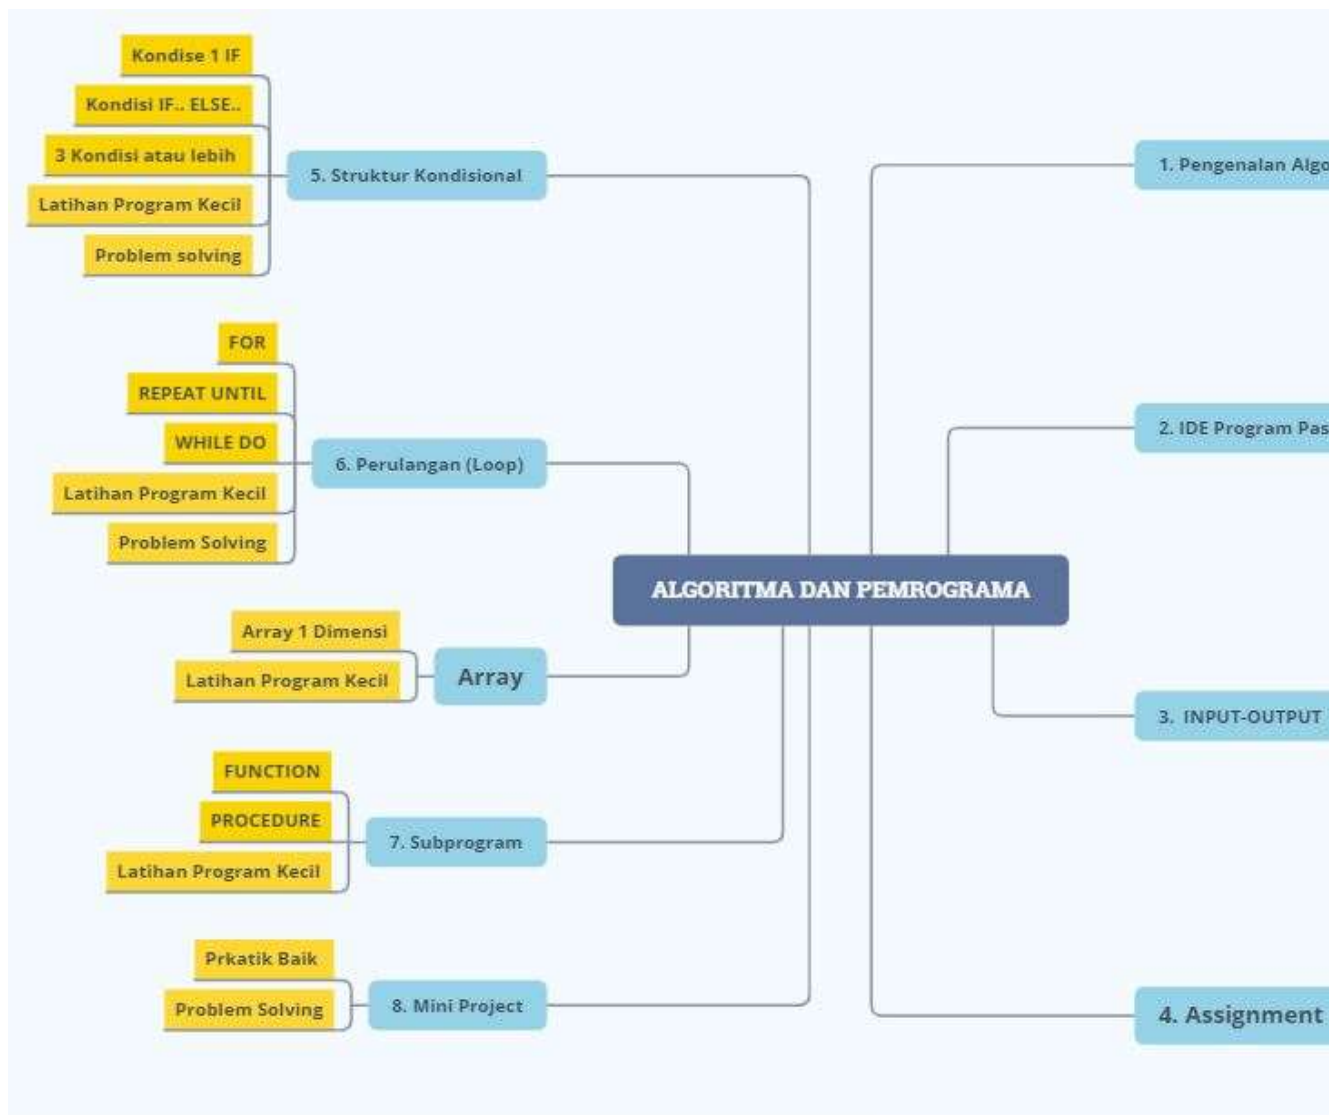 Kondise 1 IF
Kondisi IF.. ELSE..
3 Kondisi atau lebih
Latihan Program Kecil
Problem solving
5. Struktur Kondisional
FOR
REPEAT UNTIL
WHILE DO
Latihan Program Kecil
Problem Solving
6. Perulangan (Loop)
Array 1 Dimensi
Latihan Program Kecil
Array
FUNCTION
PROCEDURE
Latihan Program Kecil
7. Subprogram
Prkatik Baik
Problem Solving
8. Mini Project
ALGORITMA DAN PEMROGRAMA
1. Pengenalan Algo
2. IDE Program Pas
3. INPUT-OUTPUT
4. Assignment